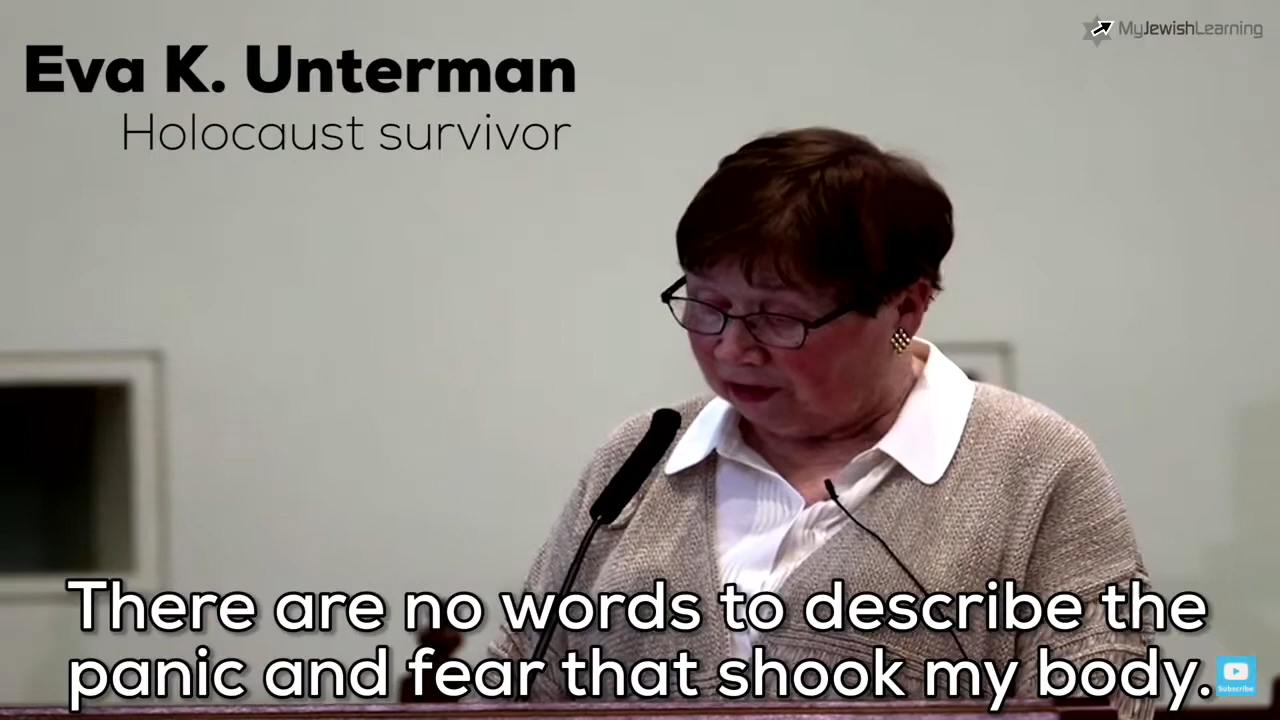 MyJewishLearning
Eva K. Unterman
Holocaust survivor
There are no words to describe the
panic and fear that shook my body.
Subscribe